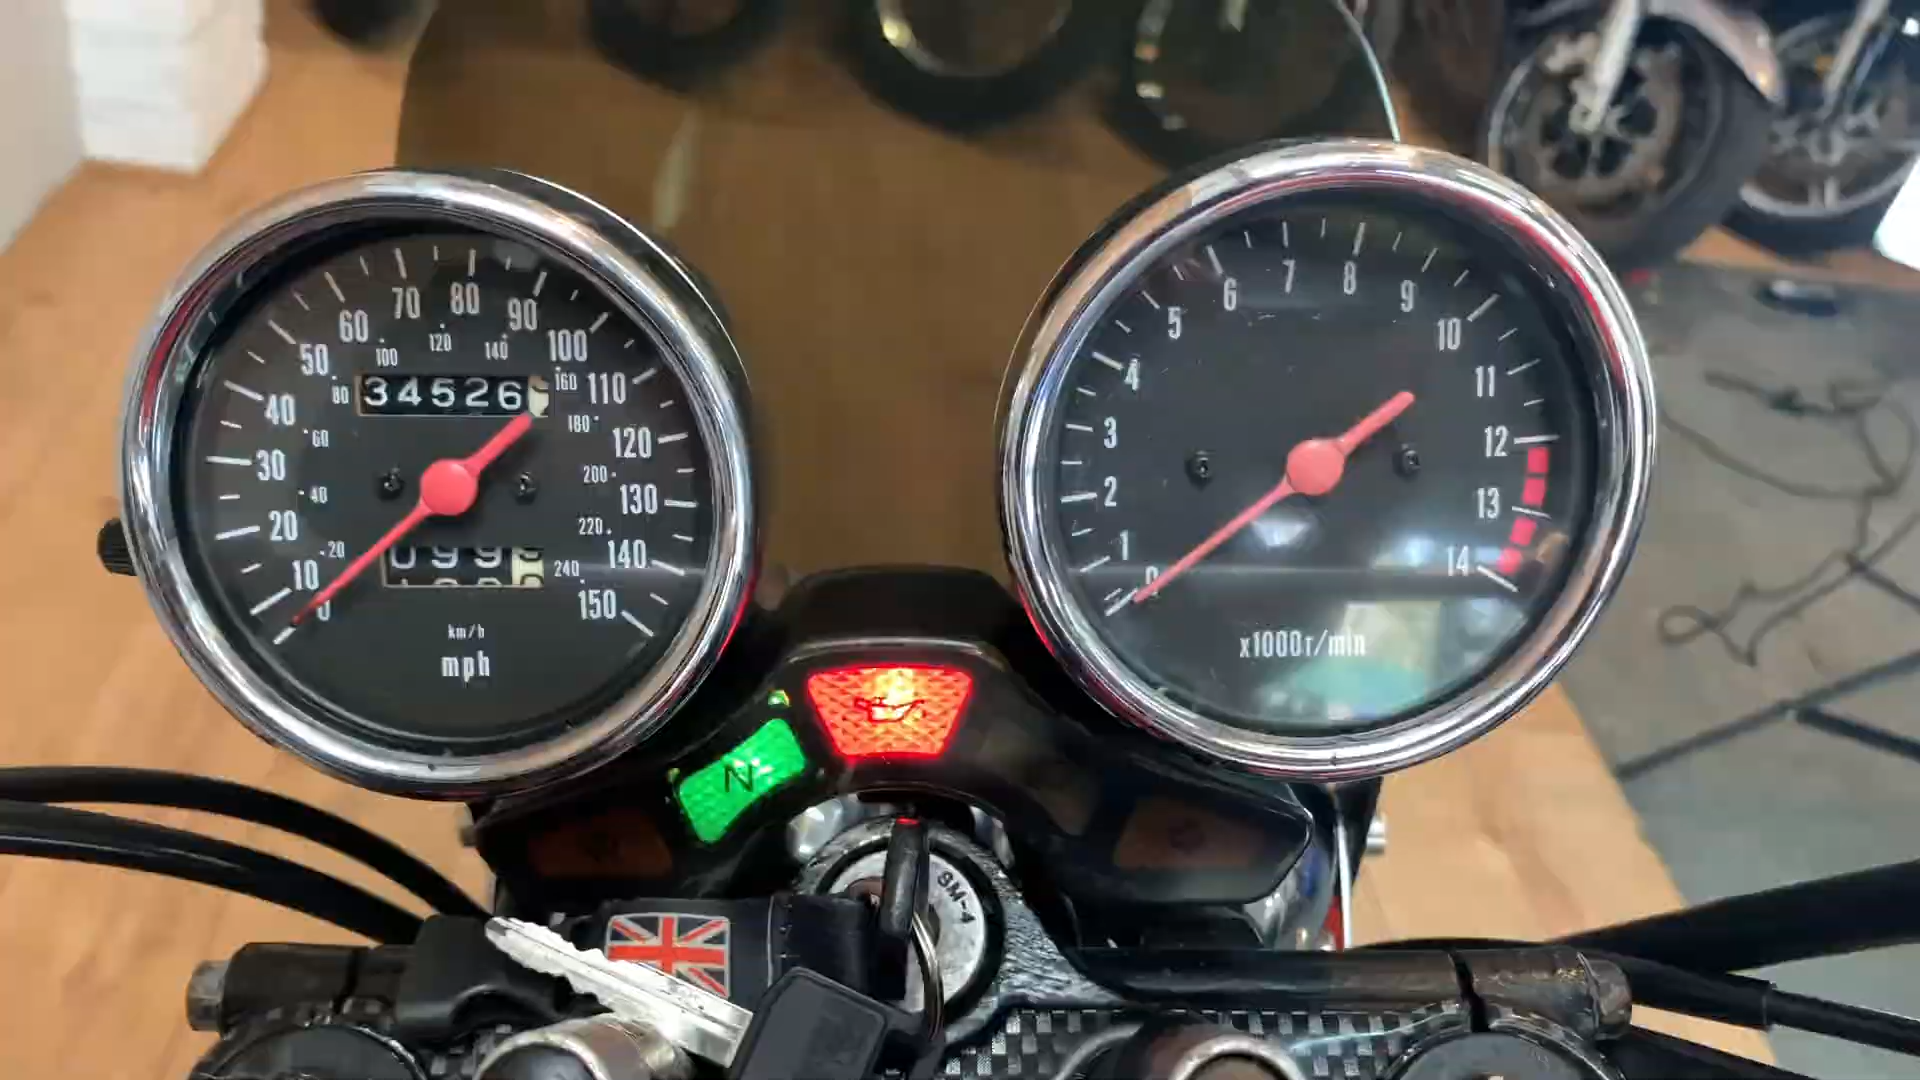 0 10 20 30 40 50 60 70 80 90 100 110 120 130 140 150
20 40 60 80 100 120 140 160 180 200 220 240
34526
099
km/h
mph
0 1 2 3 4 5 6 7 8 9 10 11 12 13 14
x1000r/min
N
SM-4